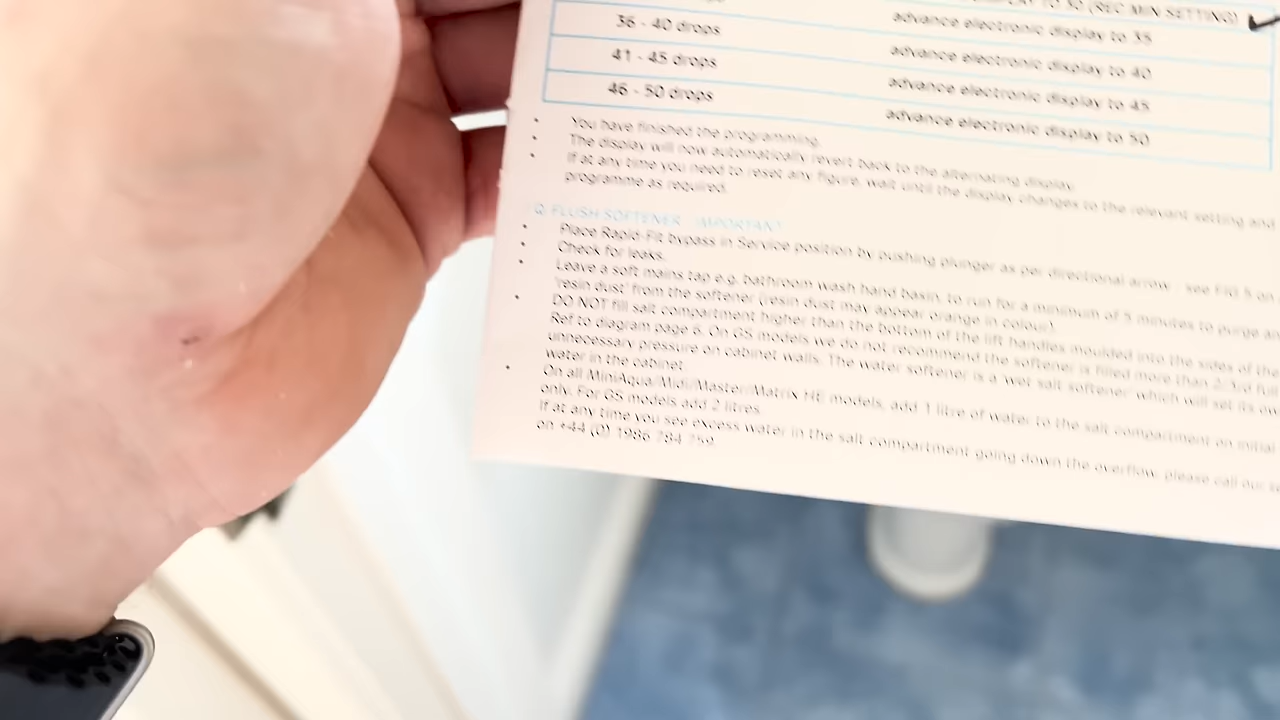 DISPLAY TO 30 (REC MIN SETTING)
36 - 40 drops advance electronic display to 35
41 - 45 drops advance electronic display to 40
46 - 50 drops advance electronic display to 45
advance electronic display to 50
• You have finished the programming.
• The display will now automatically revert back to the alternating display.
• If at any time you need to reset any figure, wait until the display changes to the relevant setting and
programme as required.
Q. FLUSH SOFTENER - IMPORTANT
• Place Rapid-Fit bypass in Service position by pushing plunger as per directional arrow - see FIG 5 on
• Check for leaks.
• Leave a soft mains tap e.g. bathroom wash hand basin, to run for a minimum of 5 minutes to purge
'resin dust' from the softener (resin dust may appear orange in colour).
• DO NOT fill salt compartment higher than the bottom of the lift handles moulded into the sides of the
Ref to diagram page 6. On GS models we do not recommend the softener is filled more than 2/3rd full
unnecessary pressure on cabinet walls. The water softener is a 'wet salt softener' which will set its
water in the cabinet.
• On all MiniAqua/Midi/Master/Matrix HE models, add 1 litre of water to the salt compartment on initial
only. For GS models add 2 litres.
If at any time you see excess water in the salt compartment going down the overflow, please call our
on +44 (0) 1986 784 759